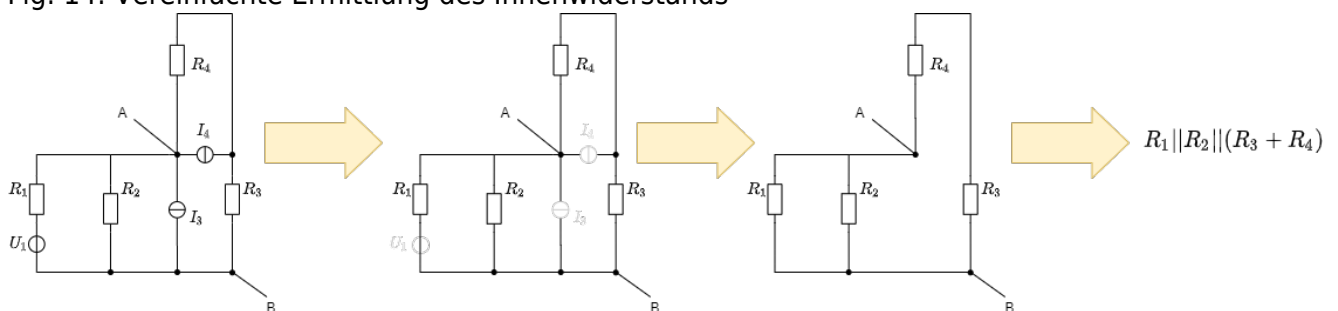 Fig. 14: Vereinfachte Ermittlung des Innenwiderstands
R₄
A
I₄
R₁
R₂
I₃
R₃
U₁
B
R₄
A
I₄
R₁
R₂
I₃
R₃
U₁
B
R₄
A
R₁
R₂
R₃
B
R₁||R₂||(R₃ + R₄)